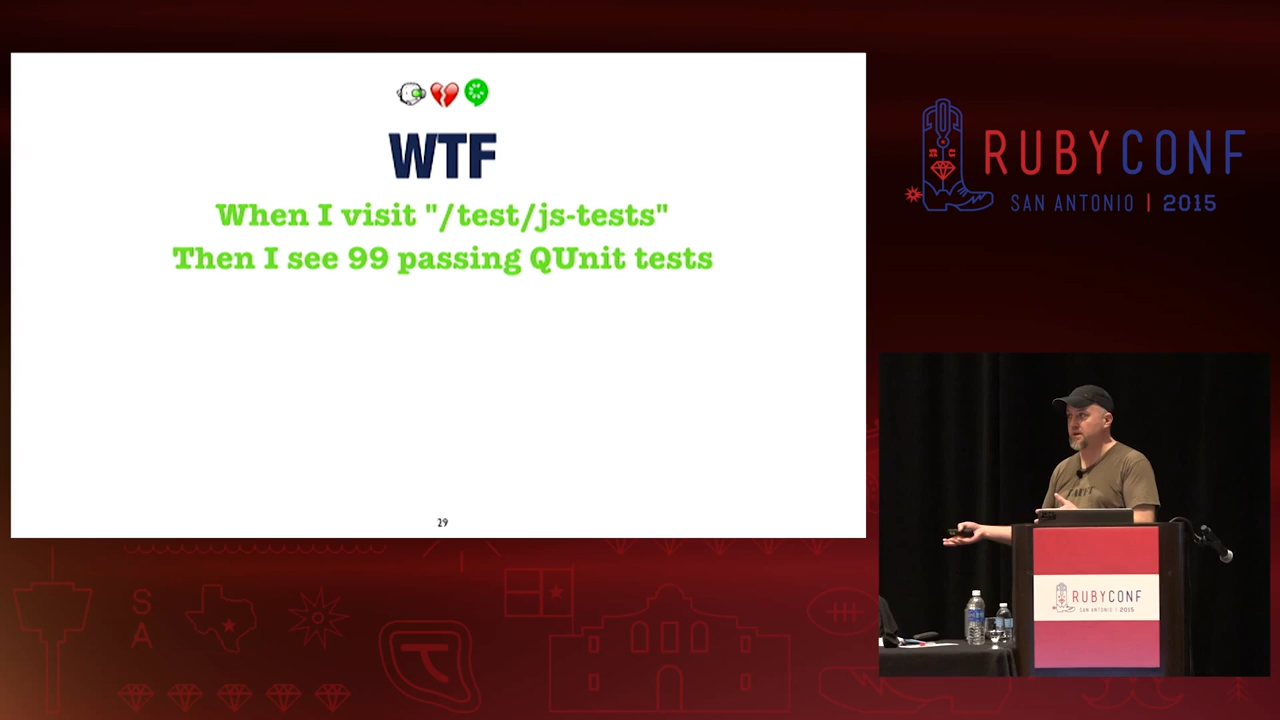 WTF
When I visit "/test/js-tests"
Then I see 99 passing QUnit tests
29
RUBYCONF
SAN ANTONIO | 2015
RUBYCONF
SAN ANTONIO | 2015
S
A